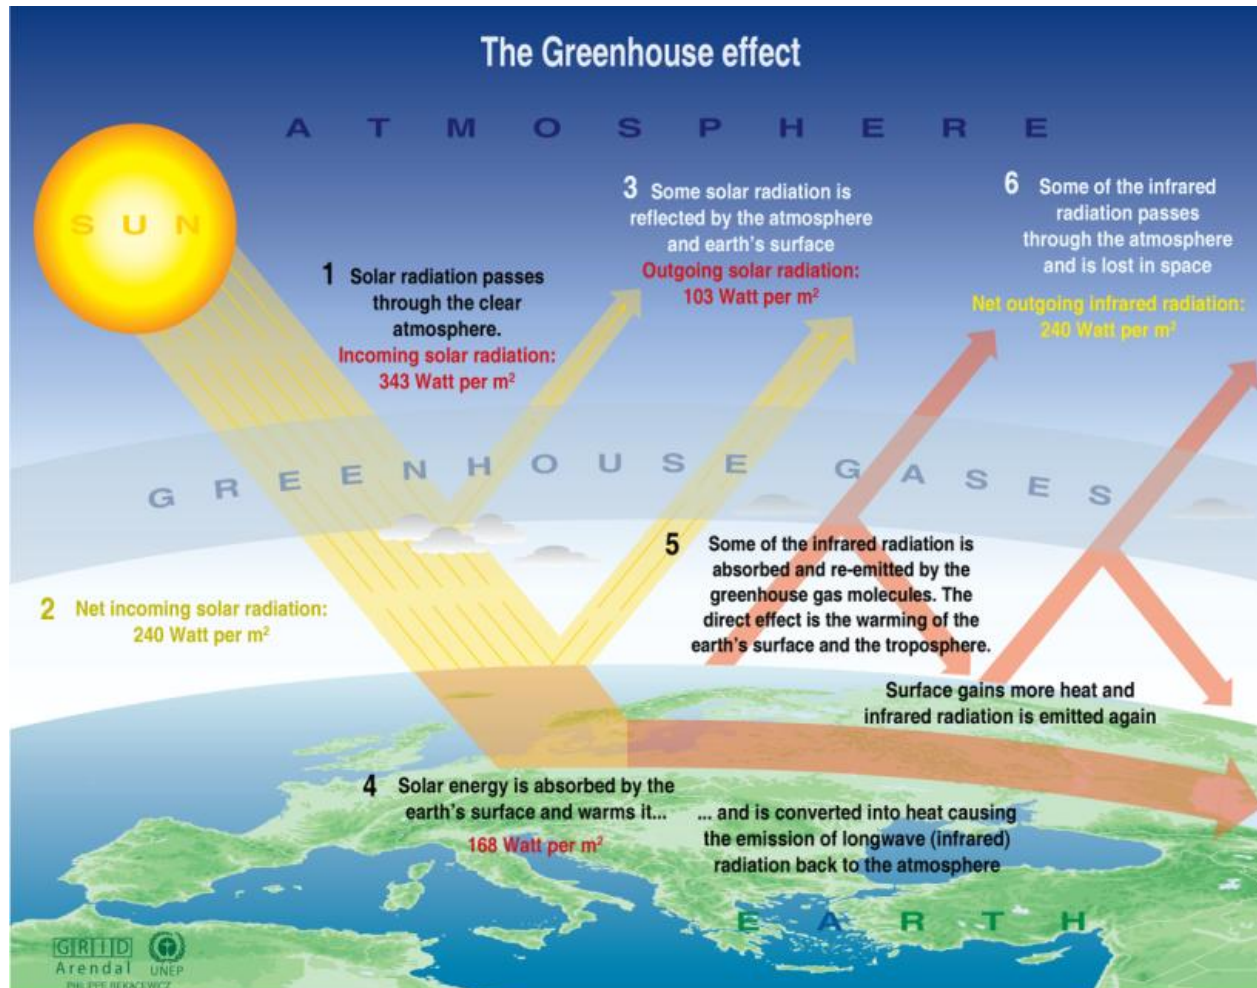 The Greenhouse effect
ATMOSPHERE
SUN
1 Solar radiation passes
through the clear
atmosphere.
Incoming solar radiation:
343 Watt per m²
3 Some solar radiation is
reflected by the atmosphere
and earth's surface
Outgoing solar radiation:
103 Watt per m²
6 Some of the infrared
radiation passes
through the atmosphere
and is lost in space
Net outgoing infrared radiation:
240 Watt per m²
GREENHOUSE GASES
2 Net incoming solar radiation:
240 Watt per m²
5 Some of the infrared radiation is
absorbed and re-emitted by the
greenhouse gas molecules. The
direct effect is the warming of the
earth's surface and the troposphere.
Surface gains more heat and
infrared radiation is emitted again
4 Solar energy is absorbed by the
earth's surface and warms it...
168 Watt per m²
... and is converted into heat causing
the emission of longwave (infrared)
radiation back to the atmosphere
EARTH
GRID
Arendal UNEP
PHILIPPE REKACEWICZ